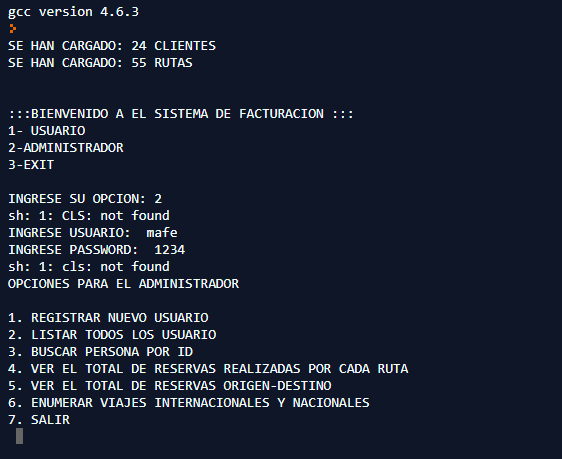 gcc version 4.6.3
SE HAN CARGADO: 24 CLIENTES
SE HAN CARGADO: 55 RUTAS
:::BIENVENIDO A EL SISTEMA DE FACTURACION :::
1- USUARIO
2-ADMINISTRADOR
3-EXIT
INGRESE SU OPCION: 2
sh: 1: CLS: not found
INGRESE USUARIO:  mafe
INGRESE PASSWORD:  1234
sh: 1: cls: not found
OPCIONES PARA EL ADMINISTRADOR
1. REGISTRAR NUEVO USUARIO
2. LISTAR TODOS LOS USUARIO
3. BUSCAR PERSONA POR ID
4. VER EL TOTAL DE RESERVAS REALIZADAS POR CADA RUTA
5. VER EL TOTAL DE RESERVAS ORIGEN-DESTINO
6. ENUMERAR VIAJES INTERNACIONALES Y NACIONALES
7. SALIR